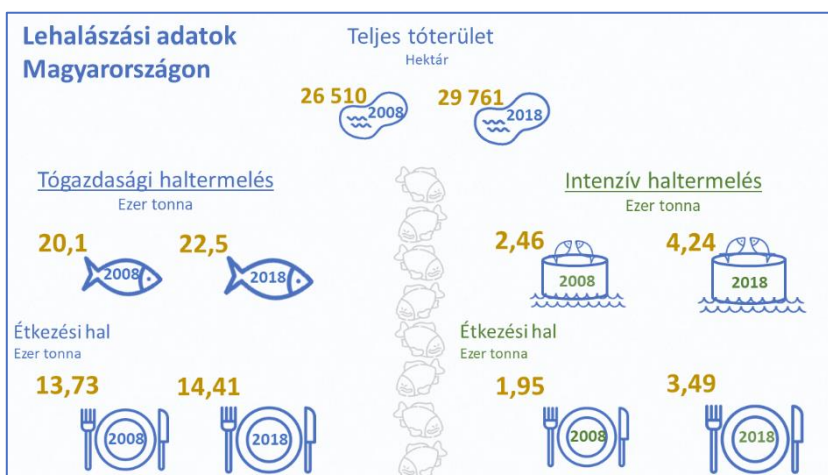 Lehalászási adatok
Magyarországon
Teljes tóterület
Hektár
26 510
2008
29 761
2018
Tógazdasági haltermelés
Ezer tonna
20,1
2008
22,5
2018
Étkezési hal
Ezer tonna
13,73
2008
14,41
2018
Intenzív haltermelés
Ezer tonna
2,46
2008
4,24
2018
Étkezési hal
Ezer tonna
1,95
2008
3,49
2018